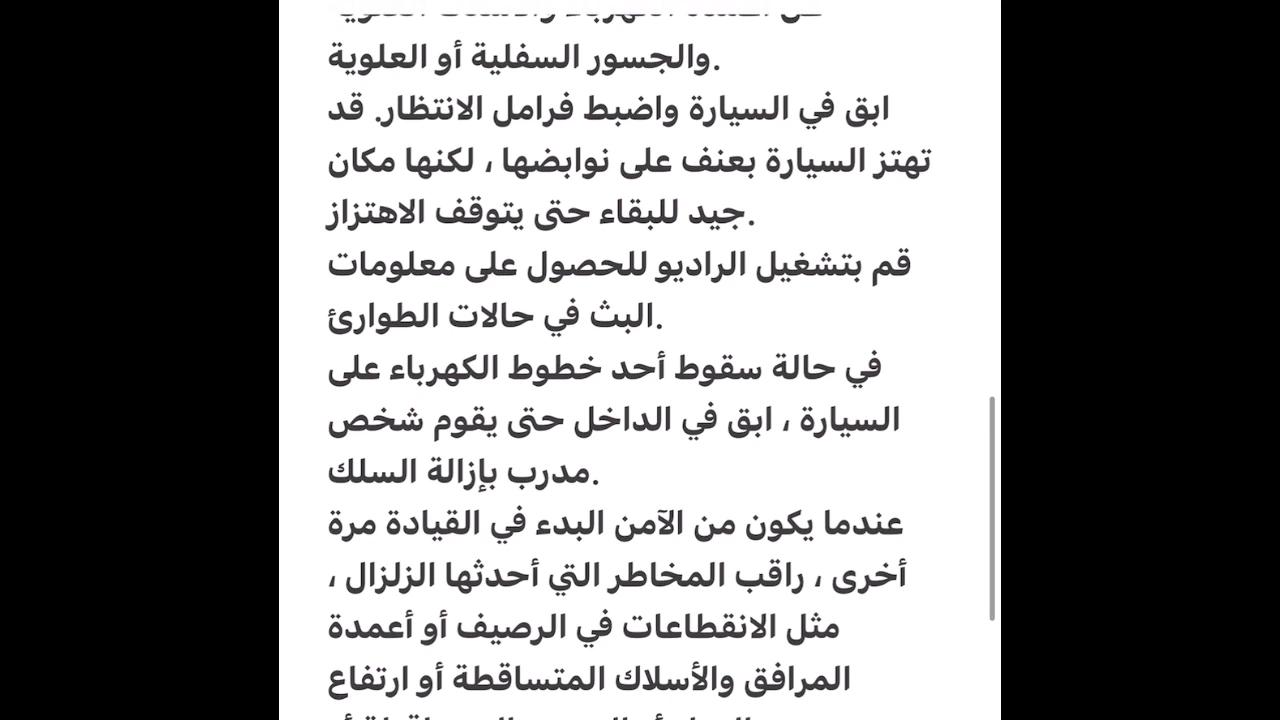 والجسور السفلية أو العلوية.
ابق في السيارة واضبط فرامل الانتظار. قد
تهتز السيارة بعنف على نوابضها ، لكنها مكان
جيد للبقاء حتى يتوقف الاهتزاز.
قم بتشغيل الراديو للحصول على معلومات
البث في حالات الطوارئ.
في حالة سقوط أحد خطوط الكهرباء على
السيارة ، ابق في الداخل حتى يقوم شخص
مدرب بإزالة السلك.
عندما يكون من الآمن البدء في القيادة مرة
أخرى ، راقب المخاطر التي أحدثها الزلزال ،
مثل الانقطاعات في الرصيف أو أعمدة
المرافق والأسلاك المتساقطة أو ارتفاع